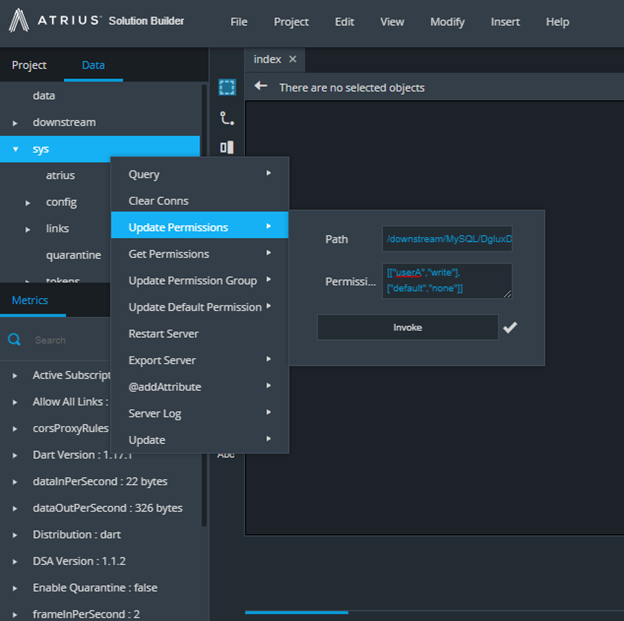 ATRIUS™ Solution Builder
File Project Edit View Modify Insert Help
Project Data
index ×
There are no selected objects
data
downstream
sys
atrius
config
links
quarantine
tokens
Query
Clear Conns
Update Permissions
Get Permissions
Update Permission Group
Update Default Permission
Restart Server
Export Server
@addAttribute
Server Log
Update
Path /downstream/MySQL/DgluxD
Permissi... [["userA","write"],
["default","none"]]
Invoke
Metrics
Search
Active Subscript
Allow All Links :
corsProxyRules
Dart Version : 1.17.1
Abc
dataInPerSecond : 22 bytes
dataOutPerSecond : 326 bytes
Distribution : dart
DSA Version : 1.1.2
Enable Quarantine : false
frameInPerSecond : 2